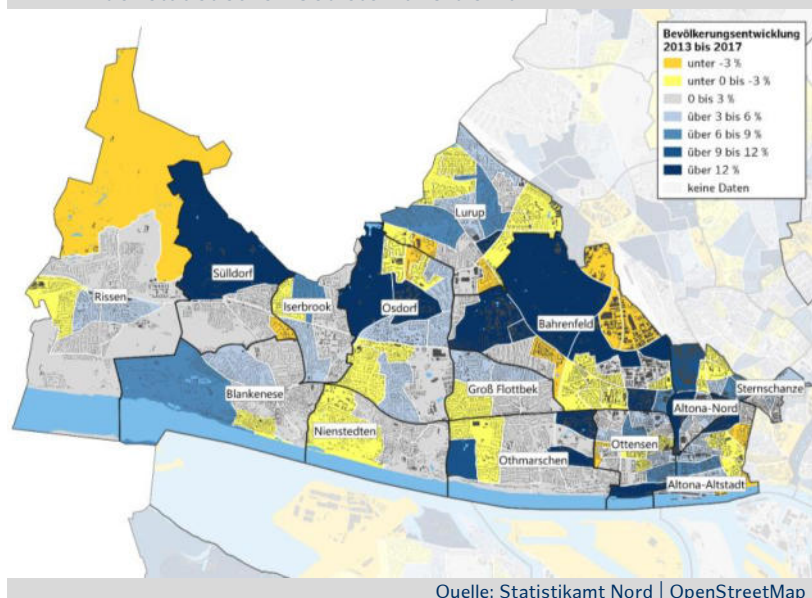 Bevölkerungsentwicklung
2013 bis 2017
unter -3 %
unter 0 bis -3 %
0 bis 3 %
über 3 bis 6 %
über 6 bis 9 %
über 9 bis 12 %
über 12 %
keine Daten
Lurup
Sülldorf
Rissen
Iserbrook
Osdorf
Bahrenfeld
Blankenese
Groß Flottbek
Sternschanze
Altona-Nord
Nienstedten
Ottensen
Othmarschen
Altona-Altstadt
Quelle: Statistikamt Nord | OpenStreetMap